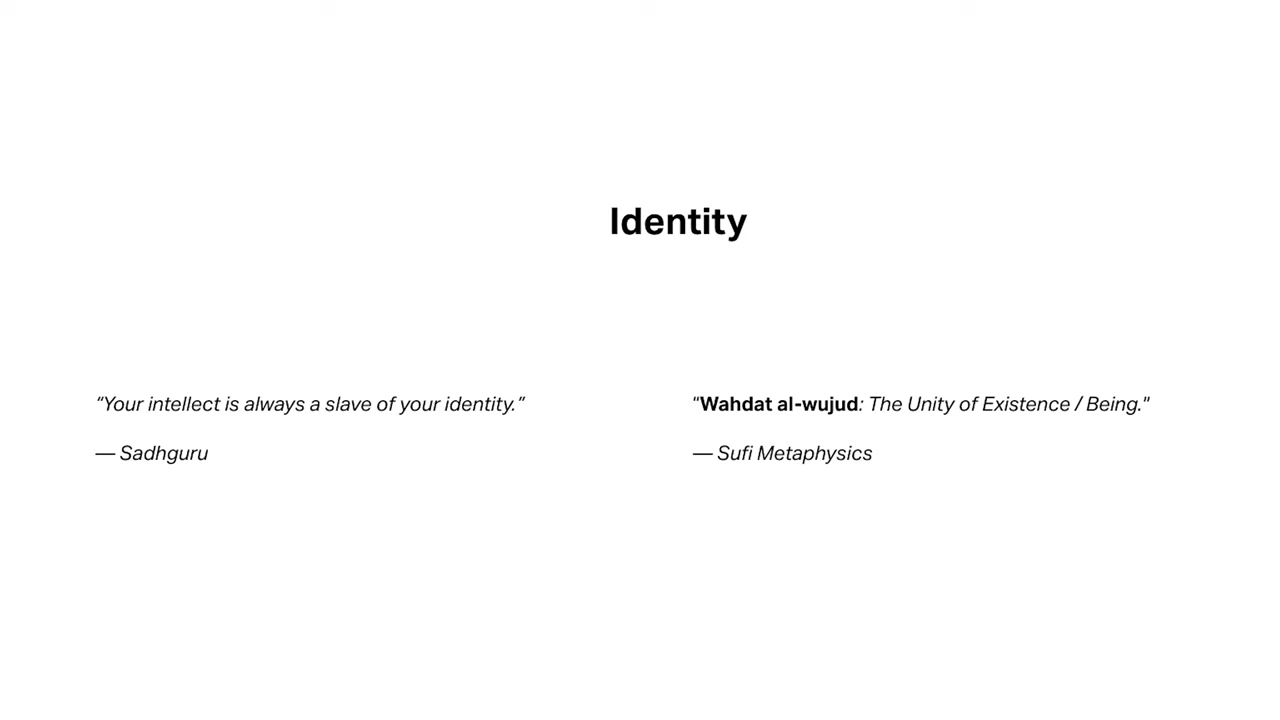 Identity
“Your intellect is always a slave of your identity.”
— Sadhguru
"Wahdat al-wujud: The Unity of Existence / Being."
— Sufi Metaphysics